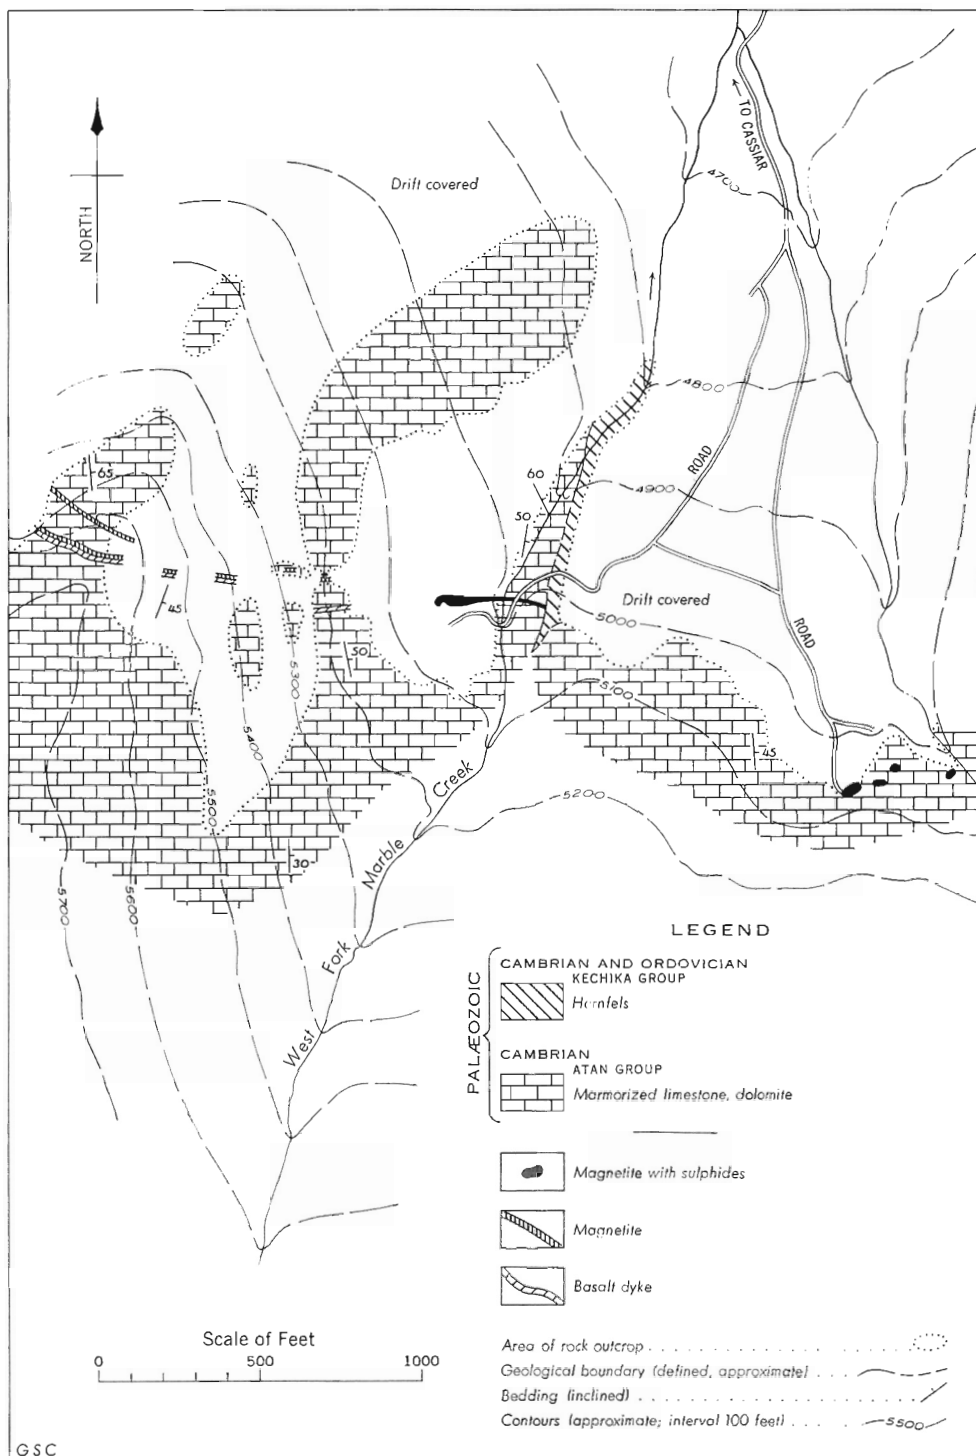 TO CASSIAR
4700
Drift covered
NORTH
4800
ROAD
65
60
4900
50
45
Drift covered
5000
ROAD
50
5300
5100
45
5400
Creek
5200
5500
Marble
30
5700
5600
Fork
West
LEGEND
PALÆOZOIC
CAMBRIAN AND ORDOVICIAN
KECHIKA GROUP
Hornfels
CAMBRIAN
ATAN GROUP
Marmorized limestone, dolomite
Magnetite with sulphides
Magnetite
Basalt dyke
Scale of Feet
0 500 1000
Area of rock outcrop
Geological boundary (defined, approximate)
Bedding (inclined)
Contours (approximate; interval 100 feet) 5500
GSC